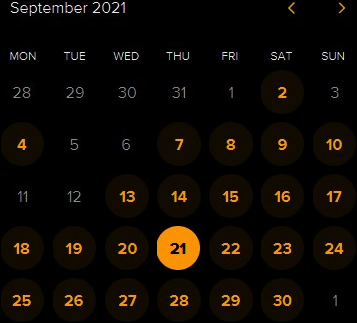 September 2021
MON TUE WED THU FRI SAT SUN
28 29 30 31 1 2 3
4 5 6 7 8 9 10
11 12 13 14 15 16 17
18 19 20 21 22 23 24
25 26 27 28 29 30 1